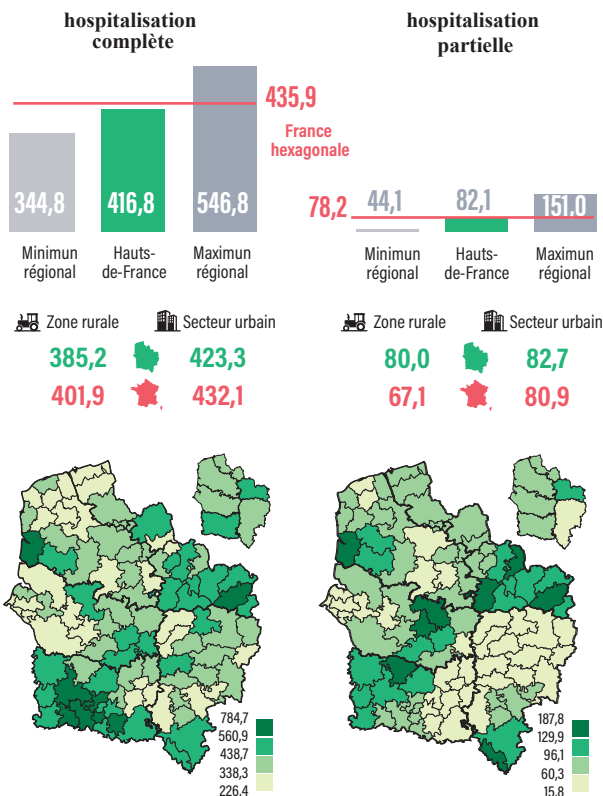 hospitalisation
complète
435,9
France
hexagonale
344,8
416,8
546,8
Minimun
régional
Hauts-
de-France
Maximun
régional
Zone rurale
Secteur urbain
385,2
423,3
401,9
432,1
784,7
560,9
438,7
338,3
226,4
hospitalisation
partielle
78,2
44,1
82,1
151,0
Minimun
régional
Hauts-
de-France
Maximun
régional
Zone rurale
Secteur urbain
80,0
82,7
67,1
80,9
187,8
129,9
96,1
60,3
15,8